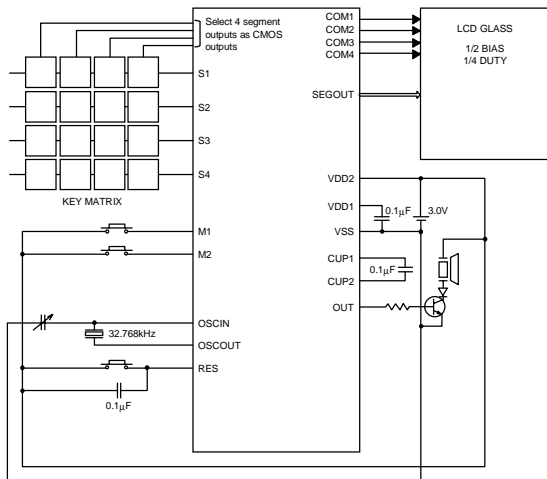 Select 4 segment
outputs as CMOS
outputs
S1
S2
S3
S4
KEY MATRIX
M1
M2
OSCIN
32.768kHz
OSCOUT
RES
0.1μF
COM1
COM2
COM3
COM4
SEGOUT
LCD GLASS
1/2 BIAS
1/4 DUTY
VDD2
VDD1
0.1μF
3.0V
VSS
CUP1
0.1μF
CUP2
OUT